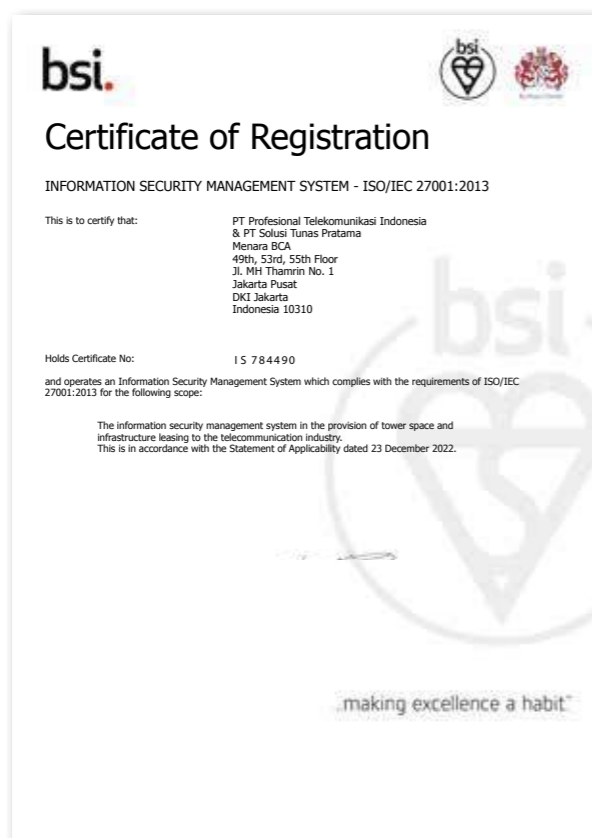 bsi.
bsi
Certificate of Registration
INFORMATION SECURITY MANAGEMENT SYSTEM - ISO/IEC 27001:2013
This is to certify that:
PT Profesional Telekomunikasi Indonesia
& PT Solusi Tunas Pratama
Menara BCA
49th, 53rd, 55th Floor
Jl. MH Thamrin No. 1
Jakarta Pusat
DKI Jakarta
Indonesia 10310
bsi
Holds Certificate No:
IS 784490
and operates an Information Security Management System which complies with the requirements of ISO/IEC
27001:2013 for the following scope:
The information security management system in the provision of tower space and
infrastructure leasing to the telecommunication industry.
This is in accordance with the Statement of Applicability dated 23 December 2022.
...making excellence a habit.™